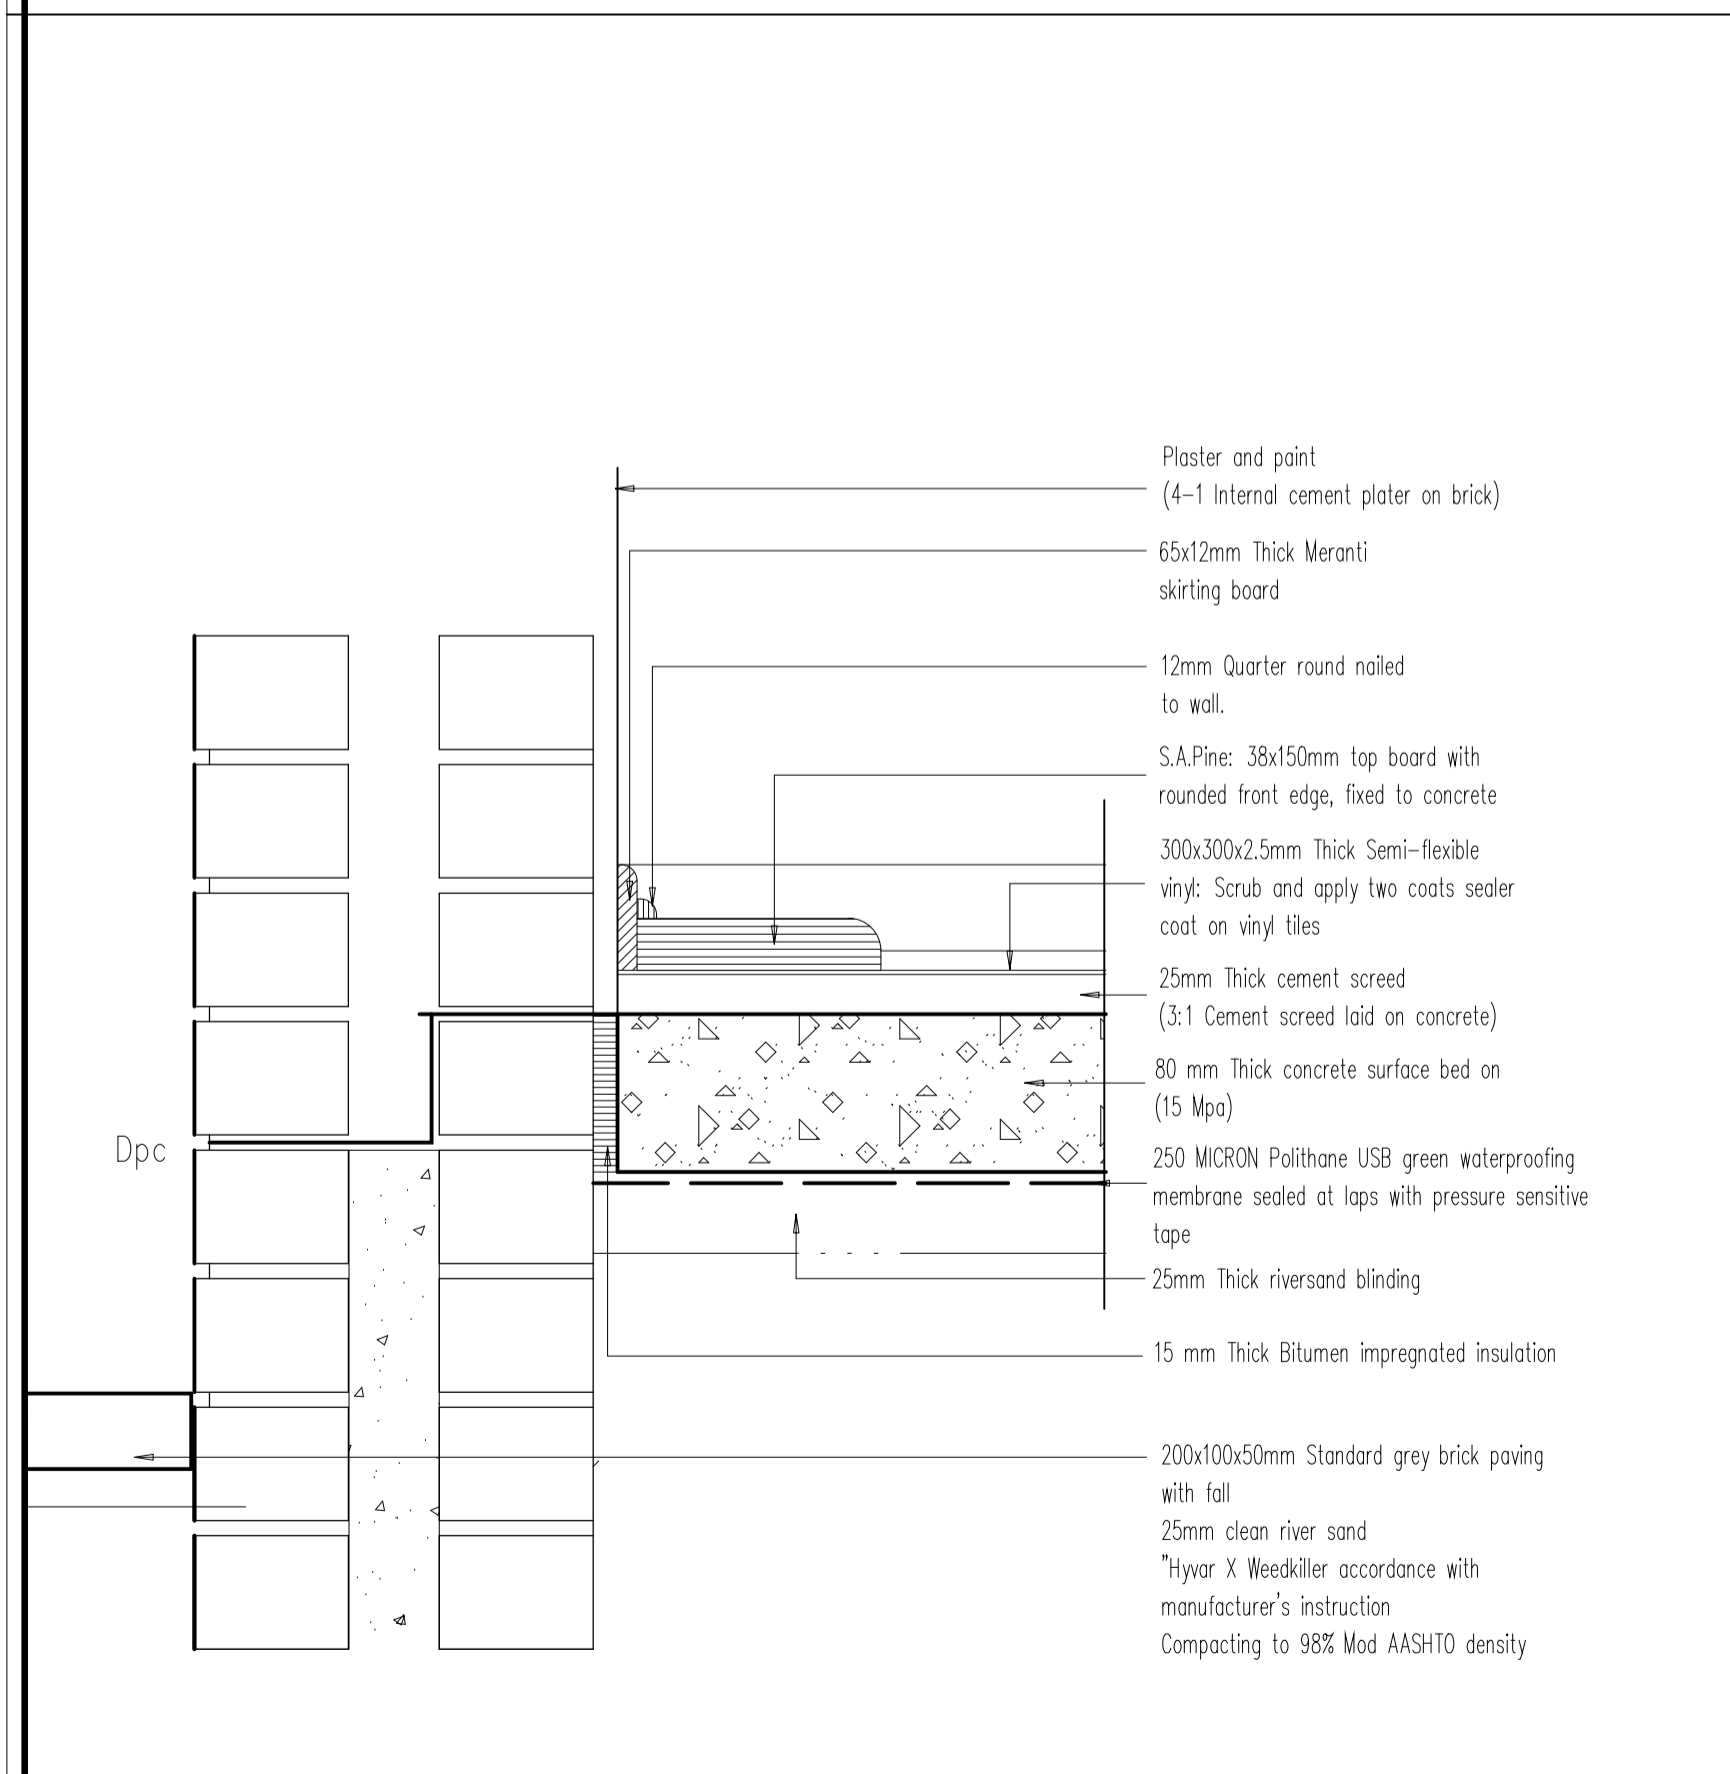 Plaster and paint
(4-1 Internal cement plater on brick)
65x12mm Thick Meranti
skirting board
12mm Quarter round nailed
to wall.
S.A.Pine: 38x150mm top board with
rounded front edge, fixed to concrete
300x300x2.5mm Thick Semi-flexible
vinyl: Scrub and apply two coats sealer
coat on vinyl tiles
25mm Thick cement screed
(3:1 Cement screed laid on concrete)
80 mm Thick concrete surface bed on
(15 Mpa)
Dpc
250 MICRON Polithane USB green waterproofing
membrane sealed at laps with pressure sensitive
tape
25mm Thick riversand blinding
15 mm Thick Bitumen impregnated insulation
200x100x50mm Standard grey brick paving
with fall
25mm clean river sand
"Hyvar X Weedkiller accordance with
manufacturer's instruction
Compacting to 98% Mod AASHTO density